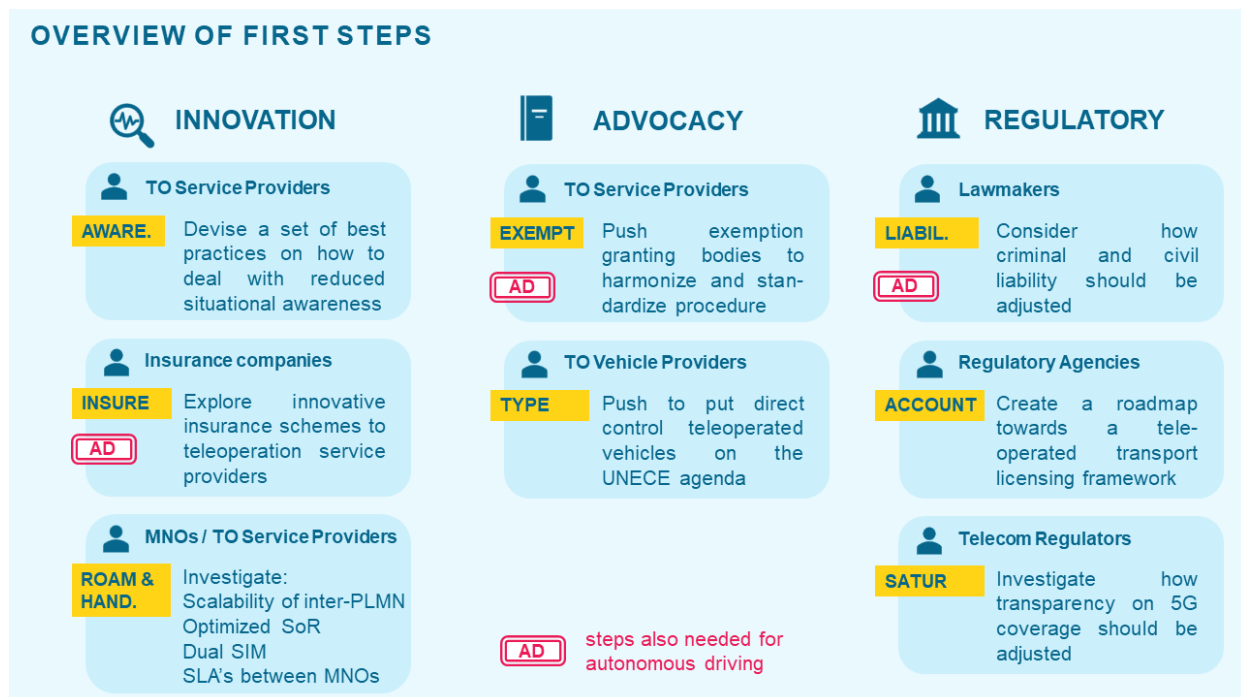 OVERVIEW OF FIRST STEPS
INNOVATION
TO Service Providers
AWARE.
Devise a set of best
practices on how to
deal with reduced
situational awareness
Insurance companies
INSURE
AD
Explore innovative
insurance schemes to
teleoperation service
providers
MNOs / TO Service Providers
ROAM &
HAND.
Investigate:
Scalability of inter-PLMN
Optimized SoR
Dual SIM
SLA's between MNOs
ADVOCACY
TO Service Providers
EXEMPT
AD
Push exemption
granting bodies to
harmonize and stan-
dardize procedure
TO Vehicle Providers
TYPE
Push to put direct
control teleoperated
vehicles on the
UNECE agenda
AD
steps also needed for
autonomous driving
REGULATORY
Lawmakers
LIABIL.
AD
Consider how
criminal and civil
liability should be
adjusted
Regulatory Agencies
ACCOUNT
Create a roadmap
towards a tele-
operated transport
licensing framework
Telecom Regulators
SATUR
Investigate how
transparency on 5G
coverage should be
adjusted